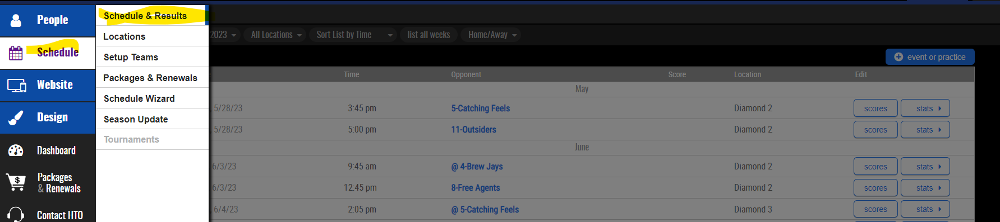 People
Schedule
Website
Design
Dashboard
Packages
& Renewals
Contact HTO
Schedule & Results
Locations
Setup Teams
Packages & Renewals
Schedule Wizard
Season Update
Tournaments
2023 All Locations Sort List by Time list all weeks Home/Away
event or practice
Time Opponent Score Location Edit
May
5/28/23 3:45 pm 5-Catching Feels Diamond 2 scores stats
5/28/23 5:00 pm 11-Outsiders Diamond 2 scores stats
June
6/3/23 9:45 am @ 4-Brew Jays Diamond 2 scores stats
6/3/23 12:45 pm 8-Free Agents Diamond 2 scores stats
6/4/23 2:05 pm @ 5-Catching Feels Diamond 3 scores stats